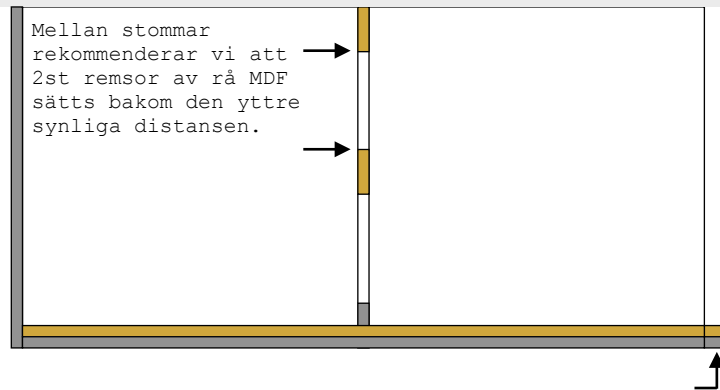 Mellan stommar
rekommenderar vi att
2st remsor av rå MDF
sätts bakom den yttre
synliga distansen.